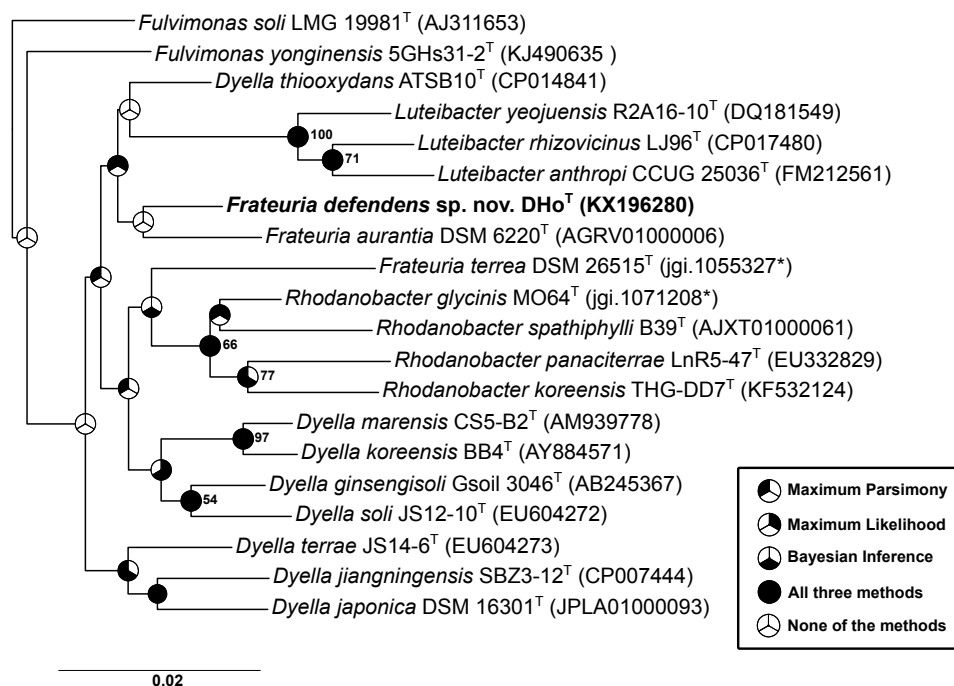 Fulvimonas soli LMG 19981T (AJ311653)
Fulvimonas yonginensis 5GHs31-2T (KJ490635 )
Dyella thiooxydans ATSB10T (CP014841)
Luteibacter yeojuensis R2A16-10T (DQ181549)
100
Luteibacter rhizovicinus LJ96T (CP017480)
71
Luteibacter anthropi CCUG 25036T (FM212561)
Frateuria defendens sp. nov. DHoT (KX196280)
Frateuria aurantia DSM 6220T (AGRV01000006)
Frateuria terrea DSM 26515T (jgi.1055327*)
Rhodanobacter glycinis MO64T (jgi.1071208*)
Rhodanobacter spathiphylli B39T (AJXT01000061)
66
Rhodanobacter panaciterrae LnR5-47T (EU332829)
77
Rhodanobacter koreensis THG-DD7T (KF532124)
Dyella marensis CS5-B2T (AM939778)
97
Dyella koreensis BB4T (AY884571)
Dyella ginsengisoli Gsoil 3046T (AB245367)
54
Dyella soli JS12-10T (EU604272)
Dyella terrae JS14-6T (EU604273)
Dyella jiangningensis SBZ3-12T (CP007444)
Dyella japonica DSM 16301T (JPLA01000093)
0.02
Maximum Parsimony
Maximum Likelihood
Bayesian Inference
All three methods
None of the methods